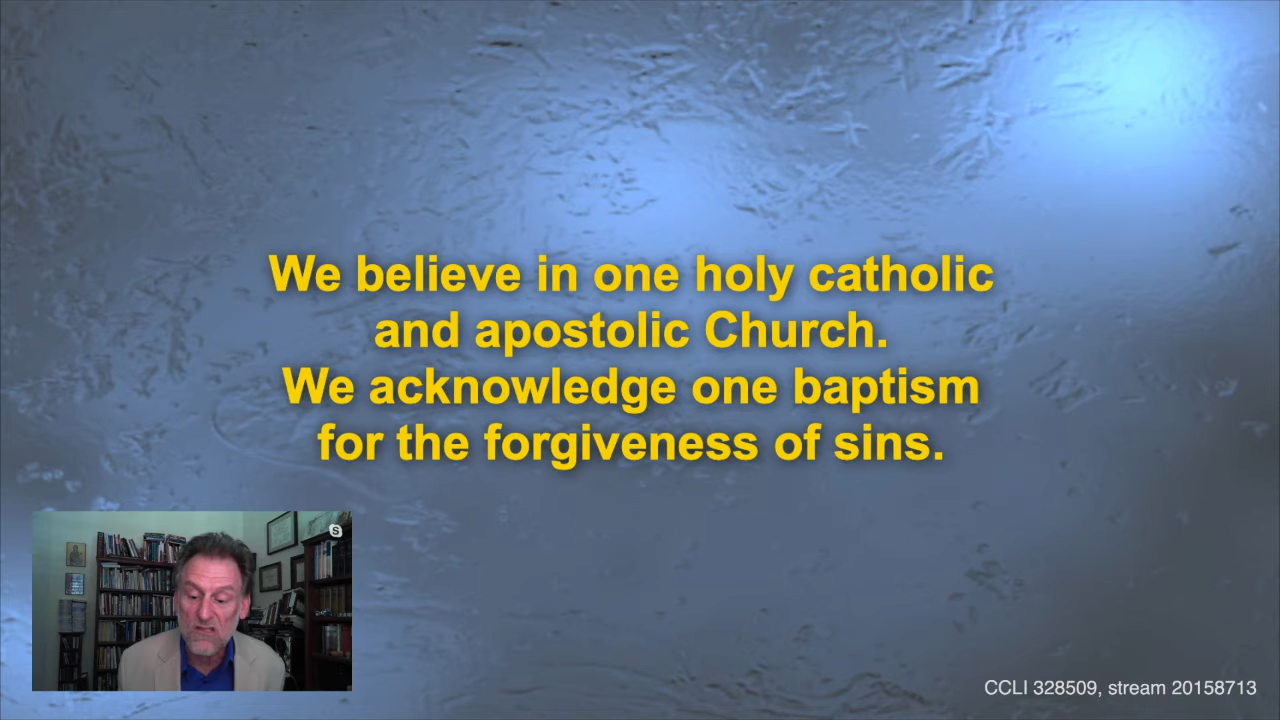 We believe in one holy catholic
and apostolic Church.
We acknowledge one baptism
for the forgiveness of sins.
CCLI 328509, stream 20158713